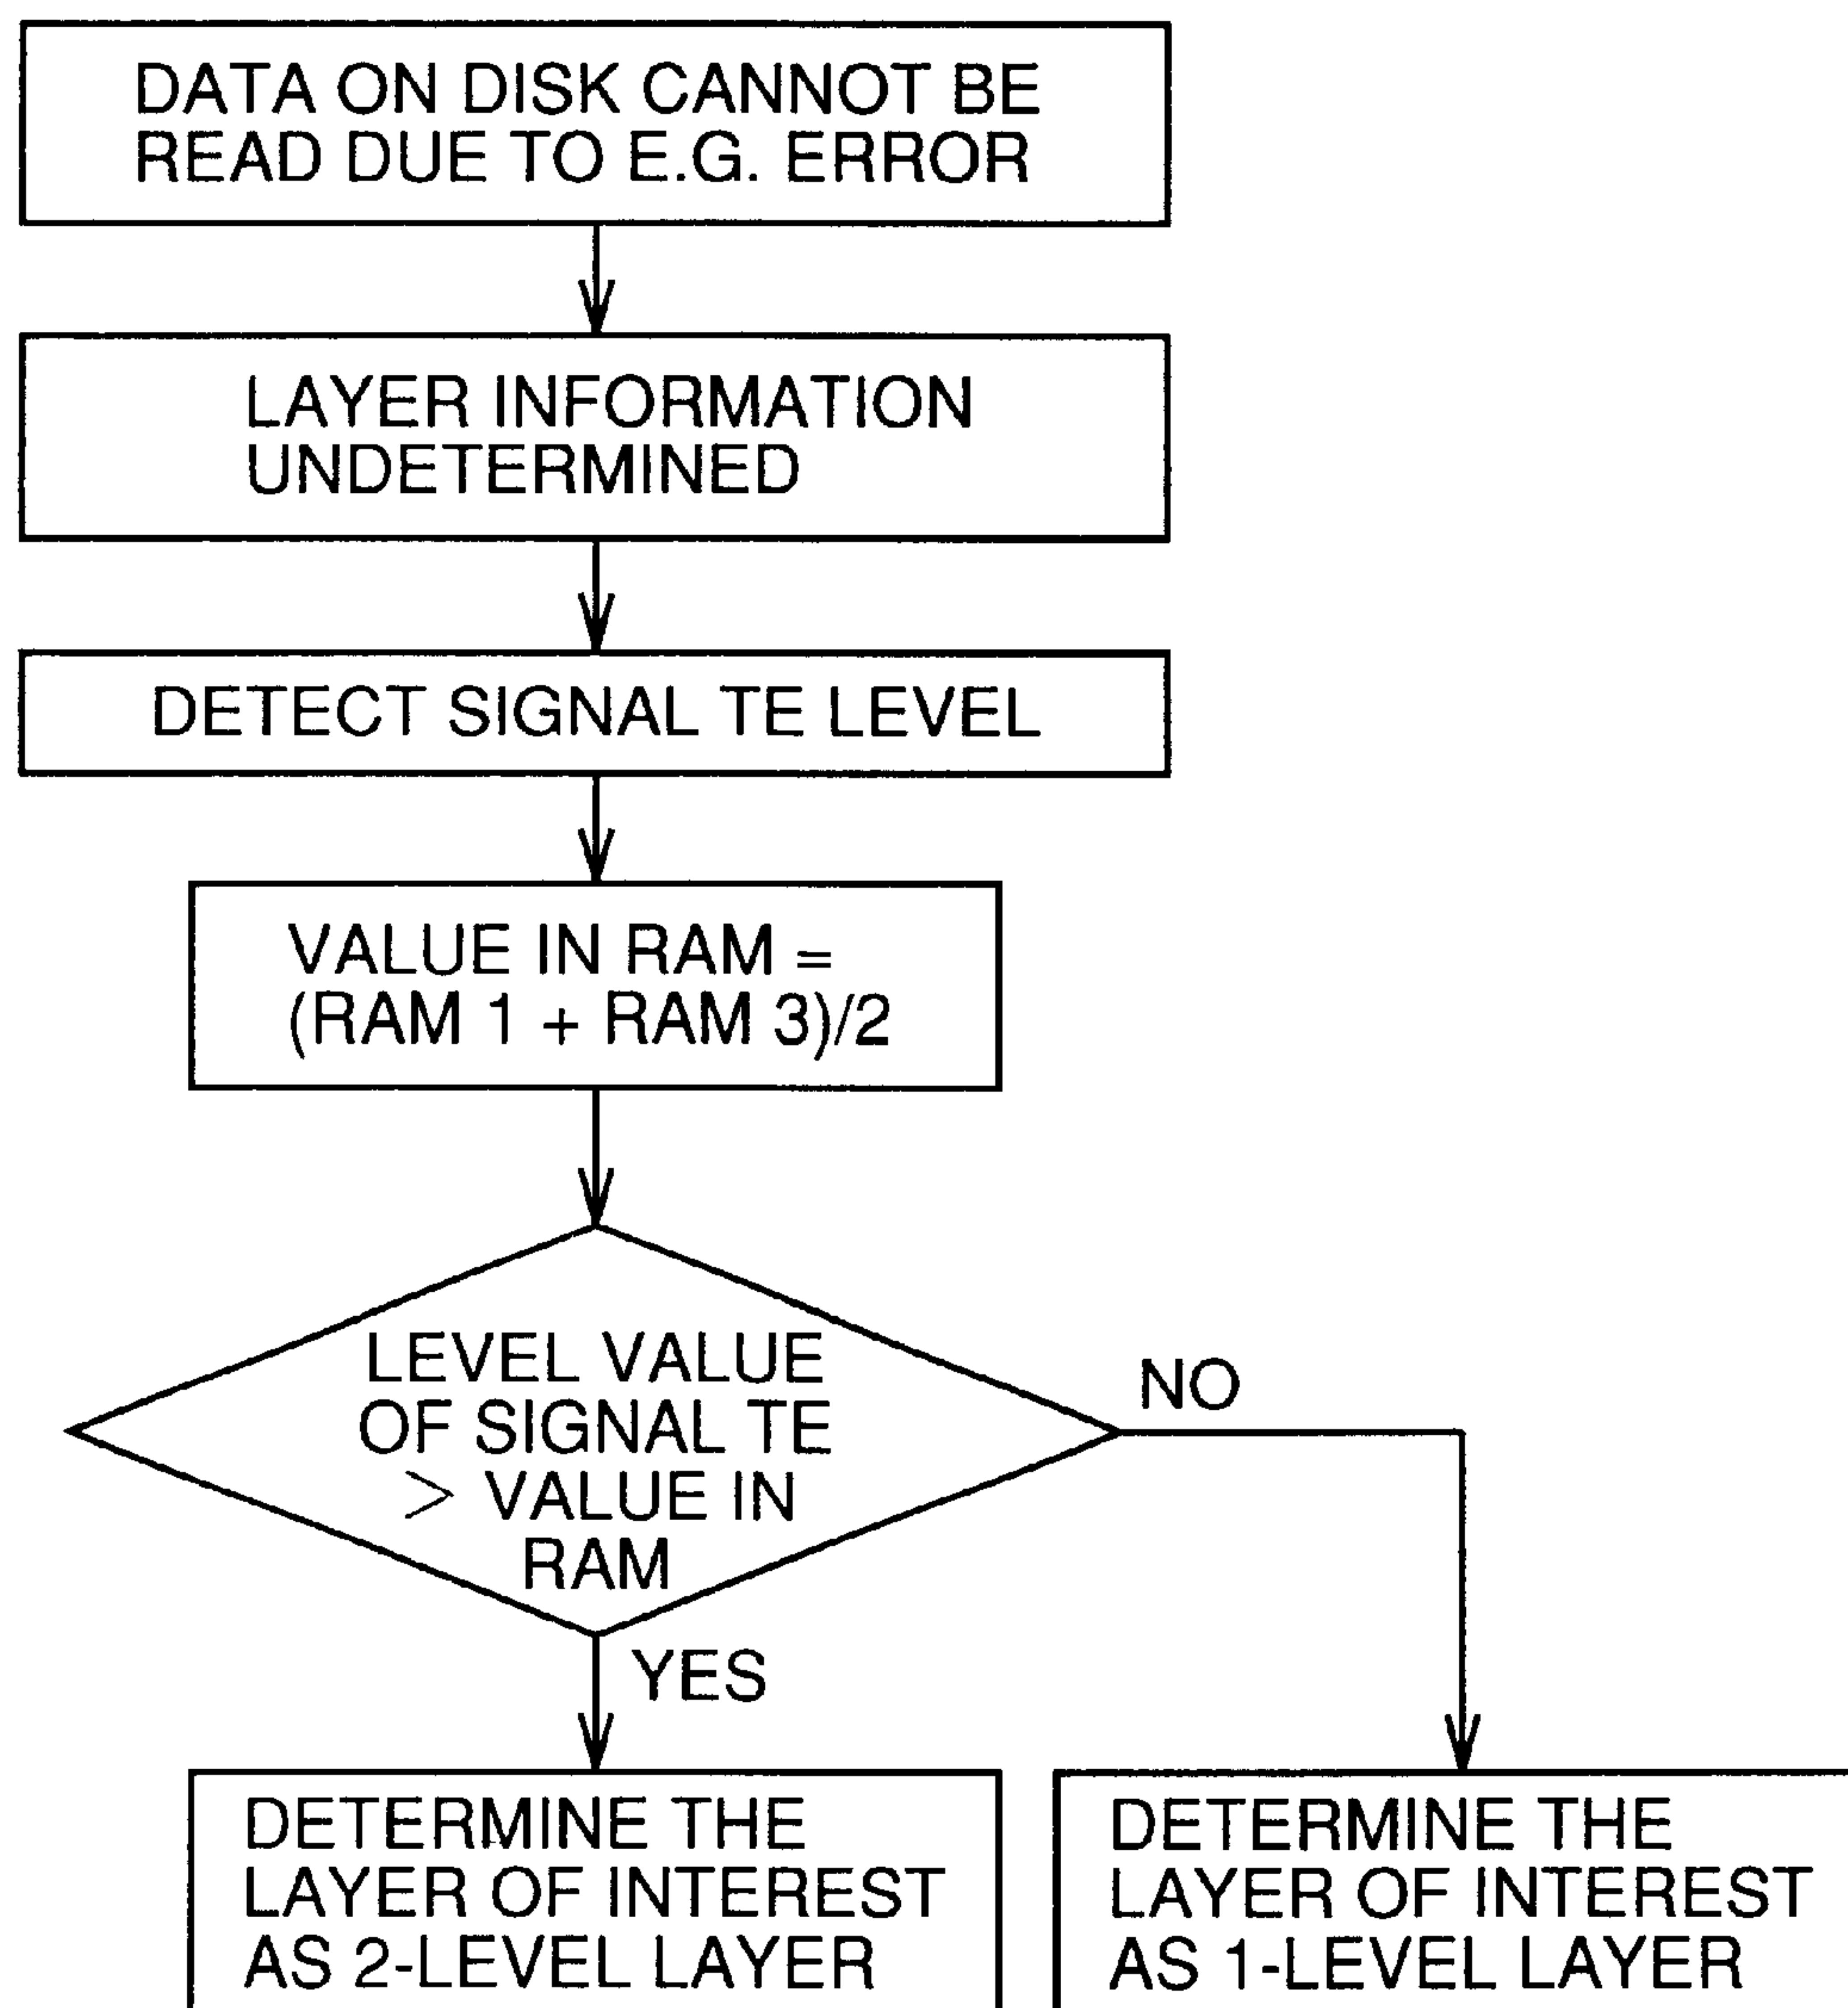 DATA ON DISK CANNOT BE
READ DUE TO E.G. ERROR
LAYER INFORMATION
UNDETERMINED
DETECT SIGNAL TE LEVEL
VALUE IN RAM =
(RAM 1 + RAM 3)/2
LEVEL VALUE
OF SIGNAL TE
> VALUE IN
RAM
NO
YES
DETERMINE THE
LAYER OF INTEREST
AS 2-LEVEL LAYER
DETERMINE THE
LAYER OF INTEREST
AS 1-LEVEL LAYER